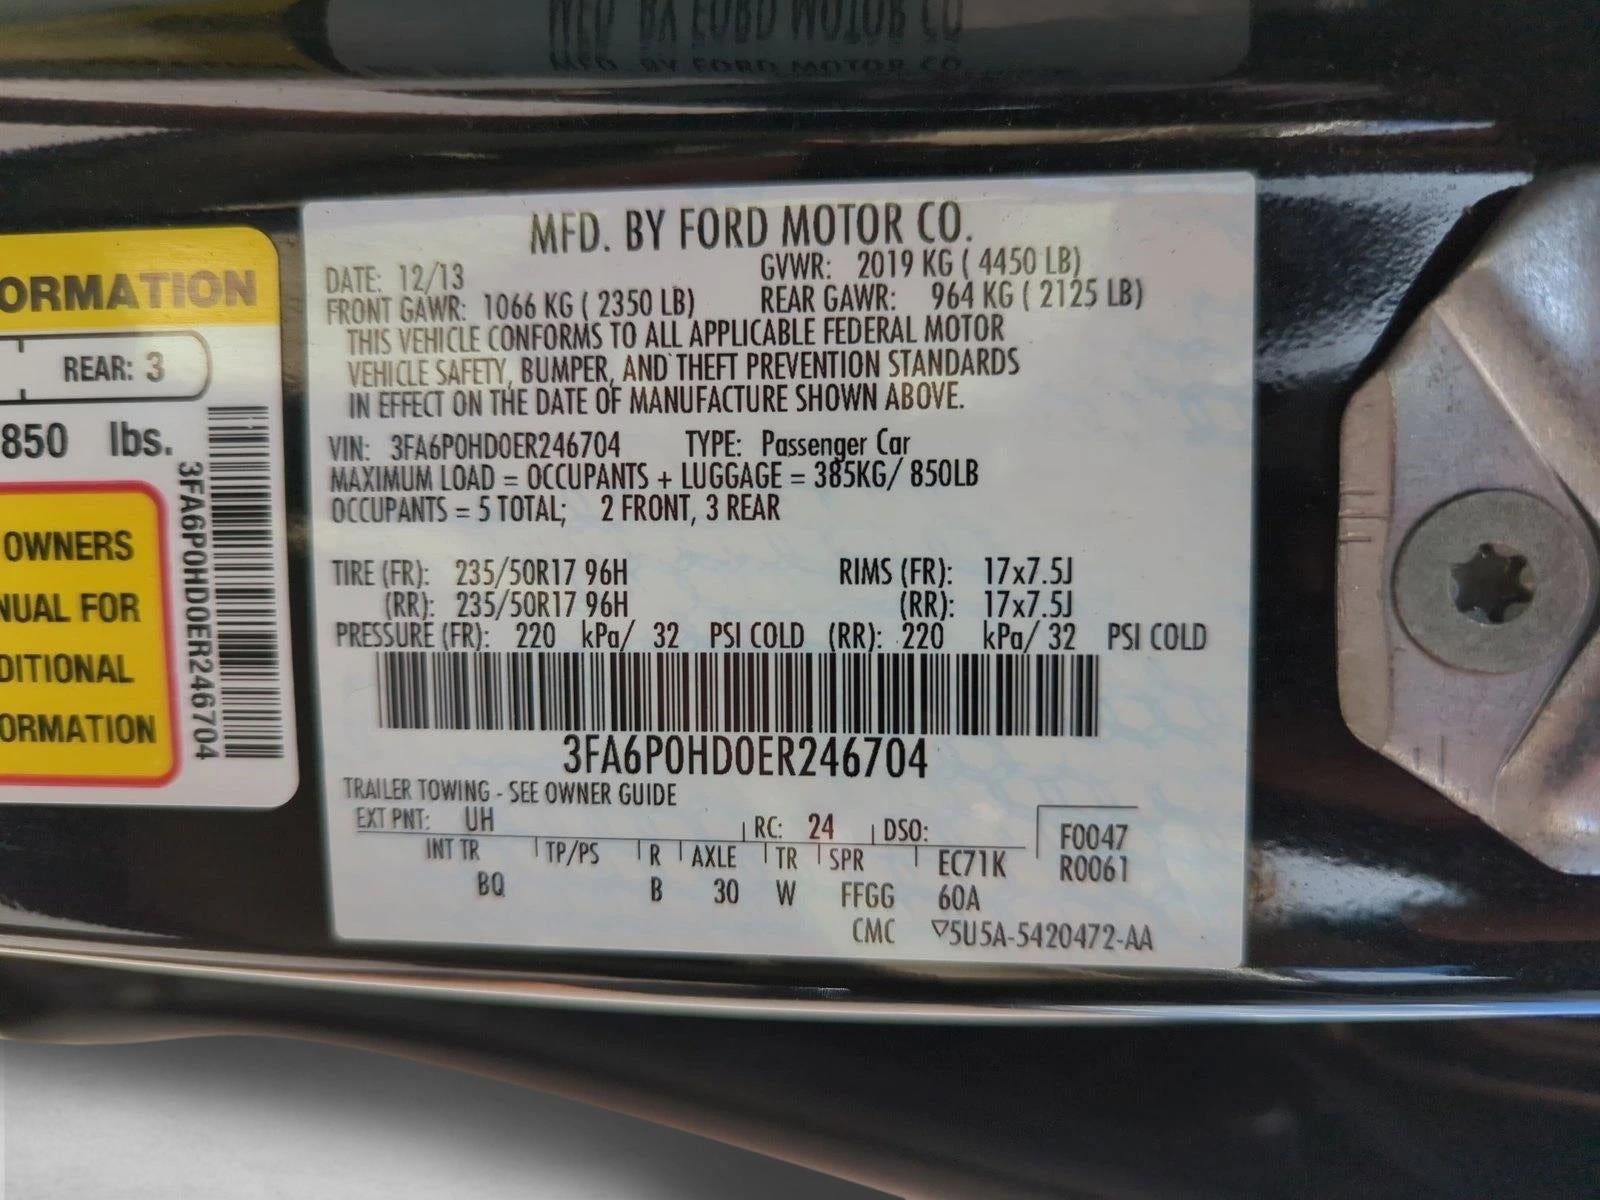 MFD. BY FORD MOTOR CO.
DATE: 12/13 GVWR: 2019 KG ( 4450 LB)
FRONT GAWR: 1066 KG ( 2350 LB) REAR GAWR: 964 KG ( 2125 LB)
THIS VEHICLE CONFORMS TO ALL APPLICABLE FEDERAL MOTOR
VEHICLE SAFETY, BUMPER, AND THEFT PREVENTION STANDARDS
IN EFFECT ON THE DATE OF MANUFACTURE SHOWN ABOVE.
VIN: 3FA6P0HD0ER246704 TYPE: Passenger Car
MAXIMUM LOAD = OCCUPANTS + LUGGAGE = 385KG/ 850LB
OCCUPANTS = 5 TOTAL; 2 FRONT, 3 REAR
TIRE (FR): 235/50R17 96H RIMS (FR): 17x7.5J
(RR): 235/50R17 96H (RR): 17x7.5J
PRESSURE (FR): 220 kPa/ 32 PSI COLD (RR): 220 kPa/ 32 PSI COLD
3FA6P0HD0ER246704
TRAILER TOWING - SEE OWNER GUIDE
EXT PNT: UH RC: 24 DSO: F0047
INT TR TP/PS R AXLE TR SPR EC71K R0061
BQ B 30 W FFGG 60A
CMC ▽5U5A-5420472-AA
ORMATION
REAR: 3
850 lbs.
3FA6P0HD0ER246704
OWNERS
NUAL FOR
DITIONAL
ORMATION
MFD. BY FORD MOTOR CO
MFD. BY FORD MOTOR CO.